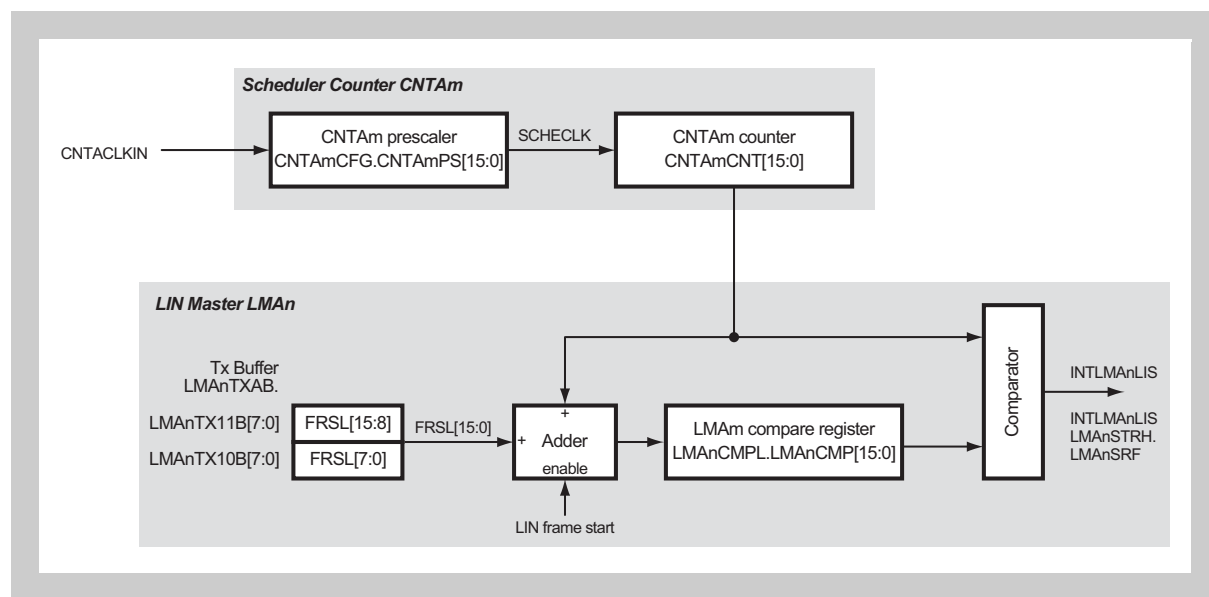 Scheduler Counter CNTAm
CNTACLKIN
CNTAm prescaler
CNTAmCFG.CNTAmPS[15:0]
SCHECLK
CNTAm counter
CNTAmCNT[15:0]
LIN Master LMAn
Tx Buffer
LMAnTXAB.
LMAnTX11B[7:0]
FRSL[15:8]
LMAnTX10B[7:0]
FRSL[7:0]
FRSL[15:0]
+
+ Adder
enable
LIN frame start
LMAm compare register
LMAnCMPL.LMAnCMP[15:0]
Comparator
INTLMAnLIS
INTLMAnLIS
LMAnSTRH.
LMAnSRF